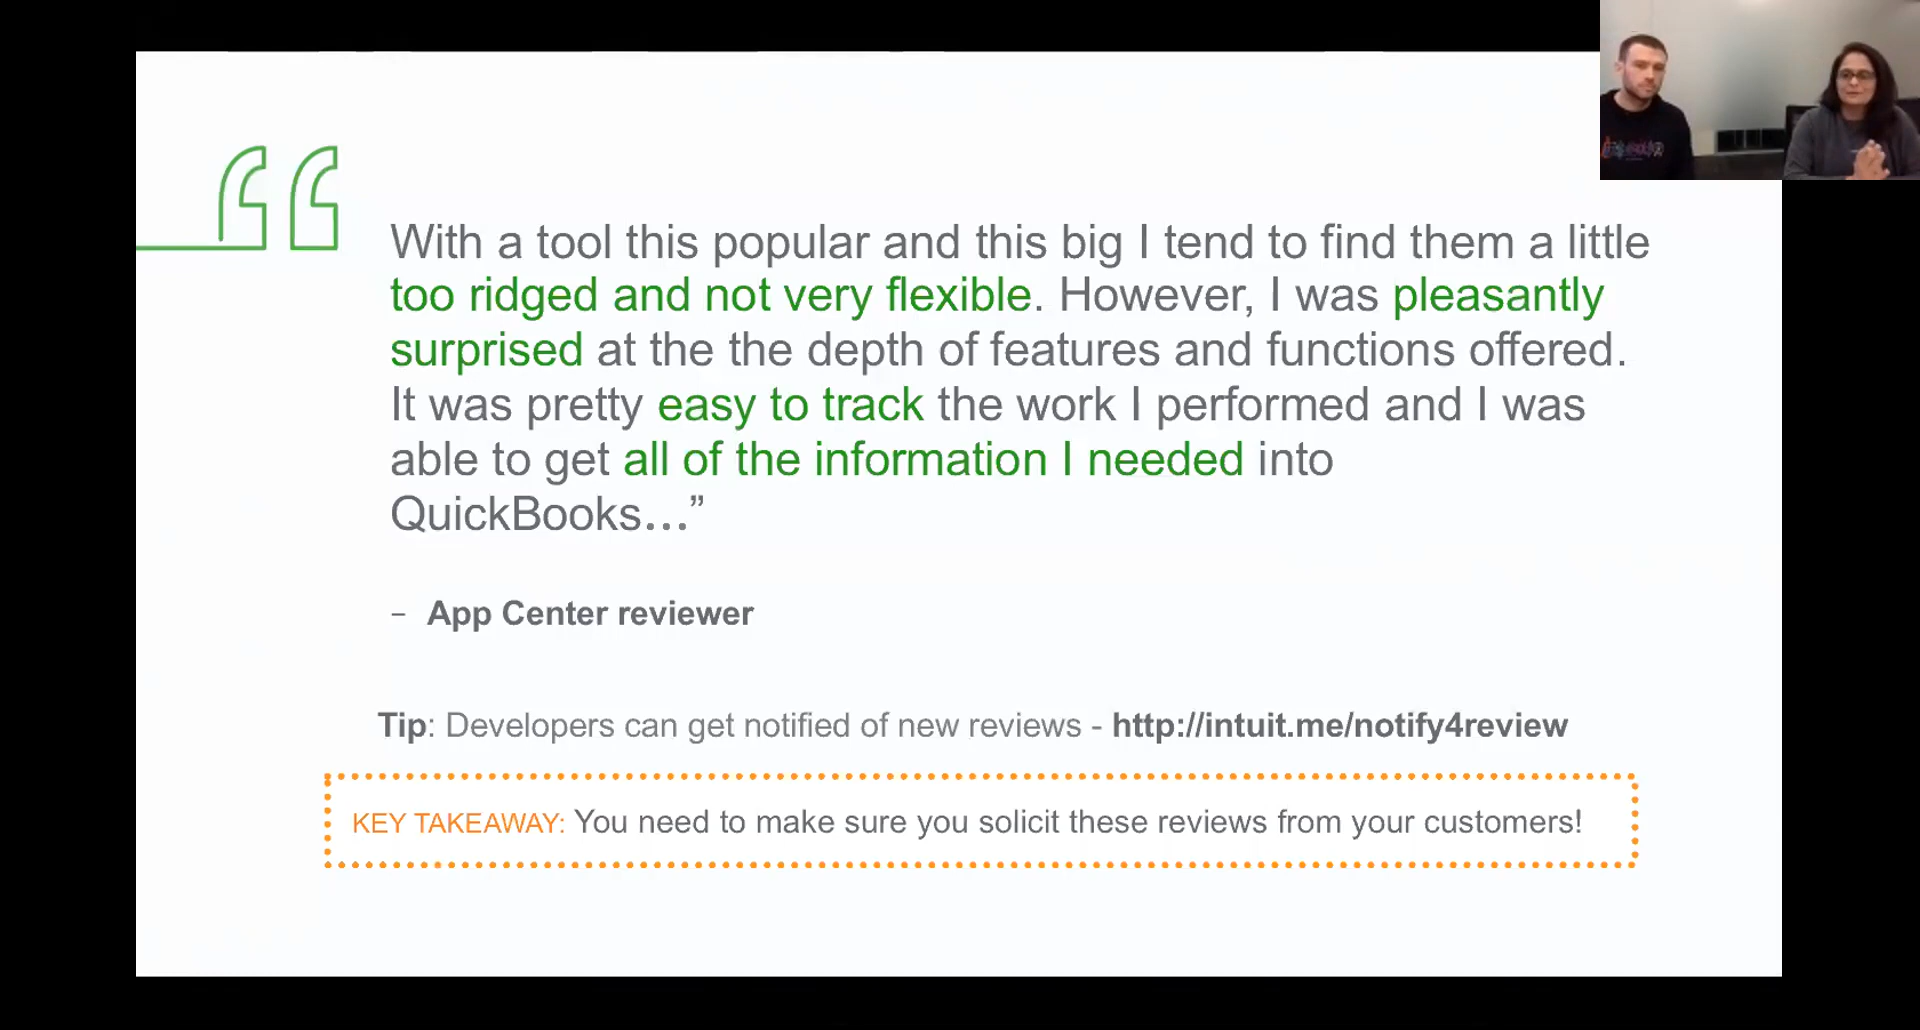 With a tool this popular and this big I tend to find them a little
too ridged and not very flexible. However, I was pleasantly
surprised at the the depth of features and functions offered.
It was pretty easy to track the work I performed and I was
able to get all of the information I needed into
QuickBooks…”
– App Center reviewer
Tip: Developers can get notified of new reviews - http://intuit.me/notify4review
KEY TAKEAWAY: You need to make sure you solicit these reviews from your customers!